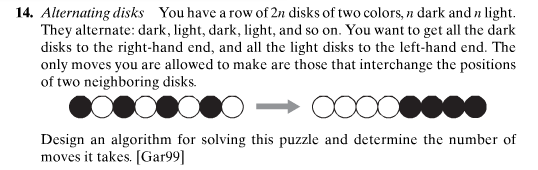 14. Alternating disks You have a row of 2n disks of two colors, n dark and n light.
They alternate: dark, light, dark, light, and so on. You want to get all the dark
disks to the right-hand end, and all the light disks to the left-hand end. The
only moves you are allowed to make are those that interchange the positions
of two neighboring disks.
Design an algorithm for solving this puzzle and determine the number of
moves it takes. [Gar99]